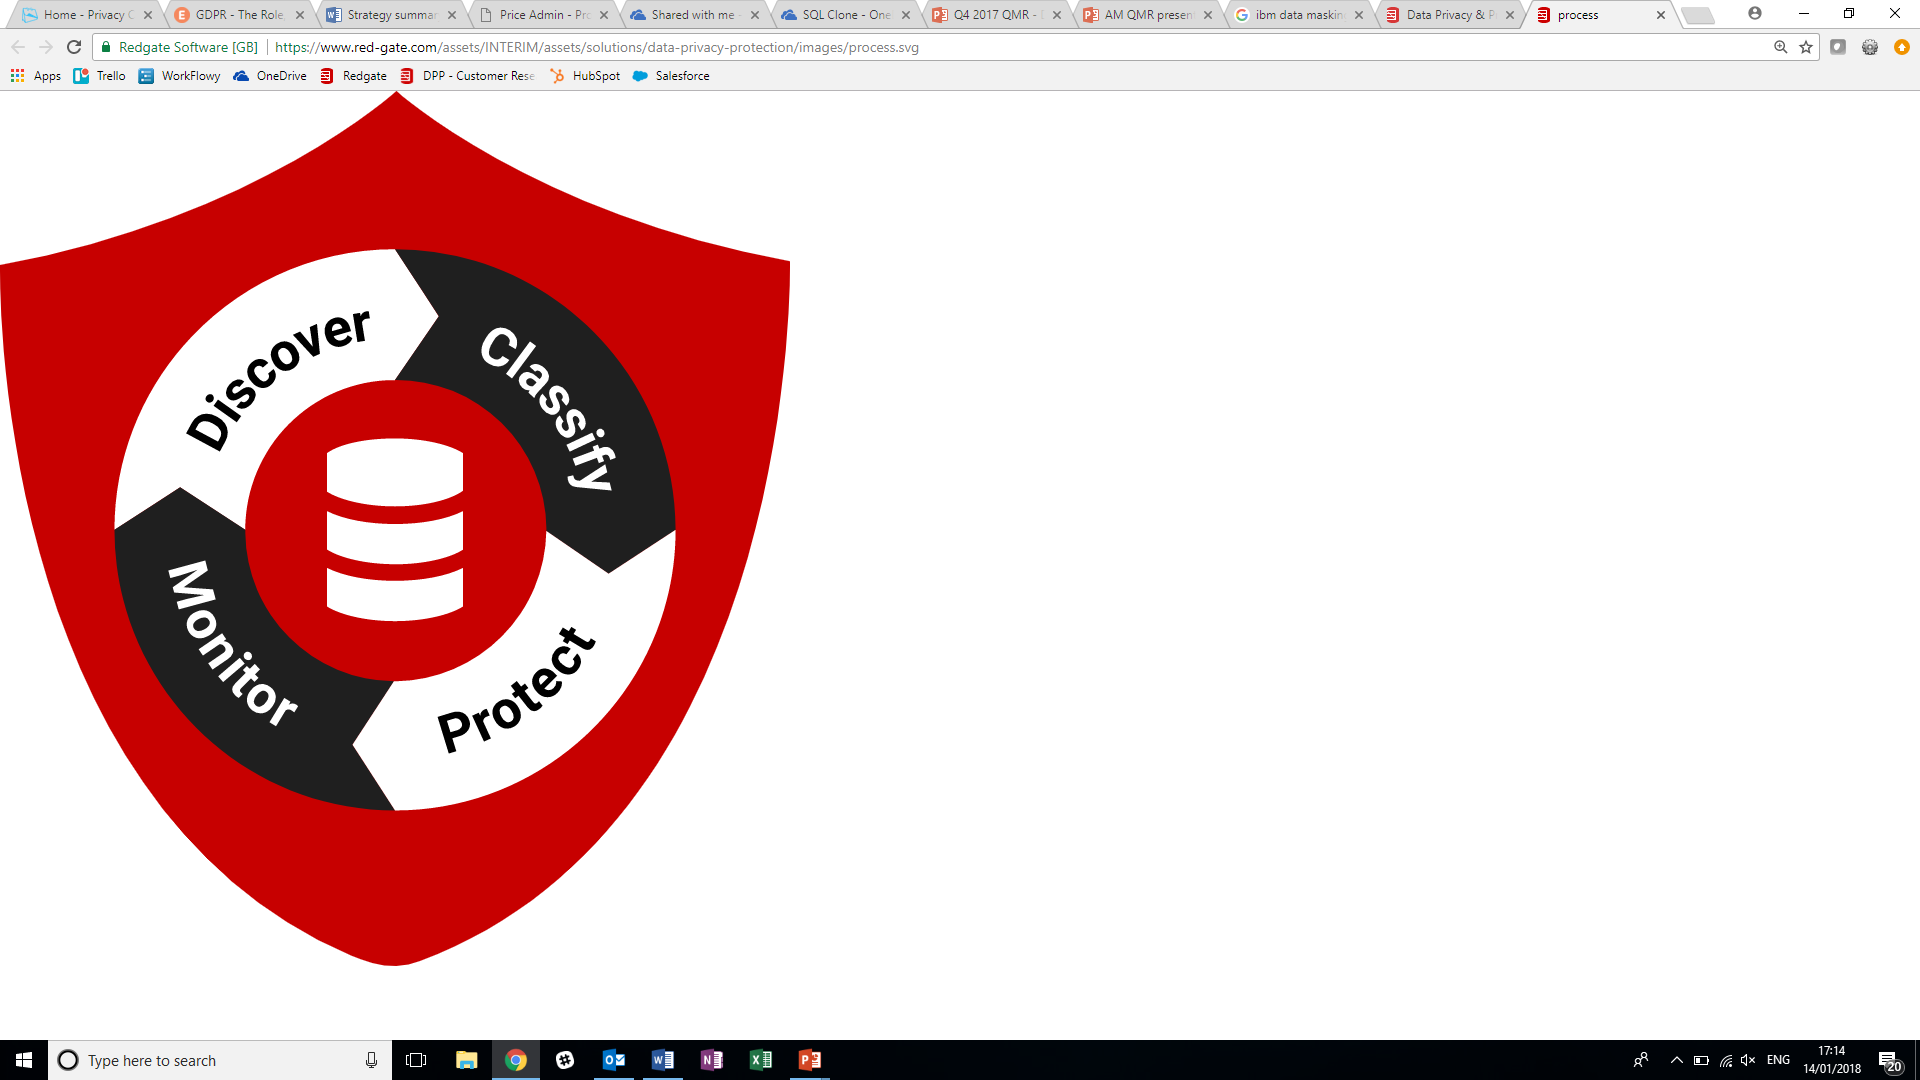 Home - Privacy C
GDPR - The Role
Strategy summar
Price Admin - Pro
Shared with me -
SQL Clone - One
Q4 2017 QMR -
AM QMR presen
ibm data masking
Data Privacy & P
process
Redgate Software [GB]
https://www.red-gate.com/assets/INTERIM/assets/solutions/data-privacy-protection/images/process.svg
Apps
Trello
WorkFlowy
OneDrive
Redgate
DPP - Customer Rese
HubSpot
Salesforce
Discover
Classify
Protect
Monitor
Type here to search
ENG
17:14
14/01/2018
20